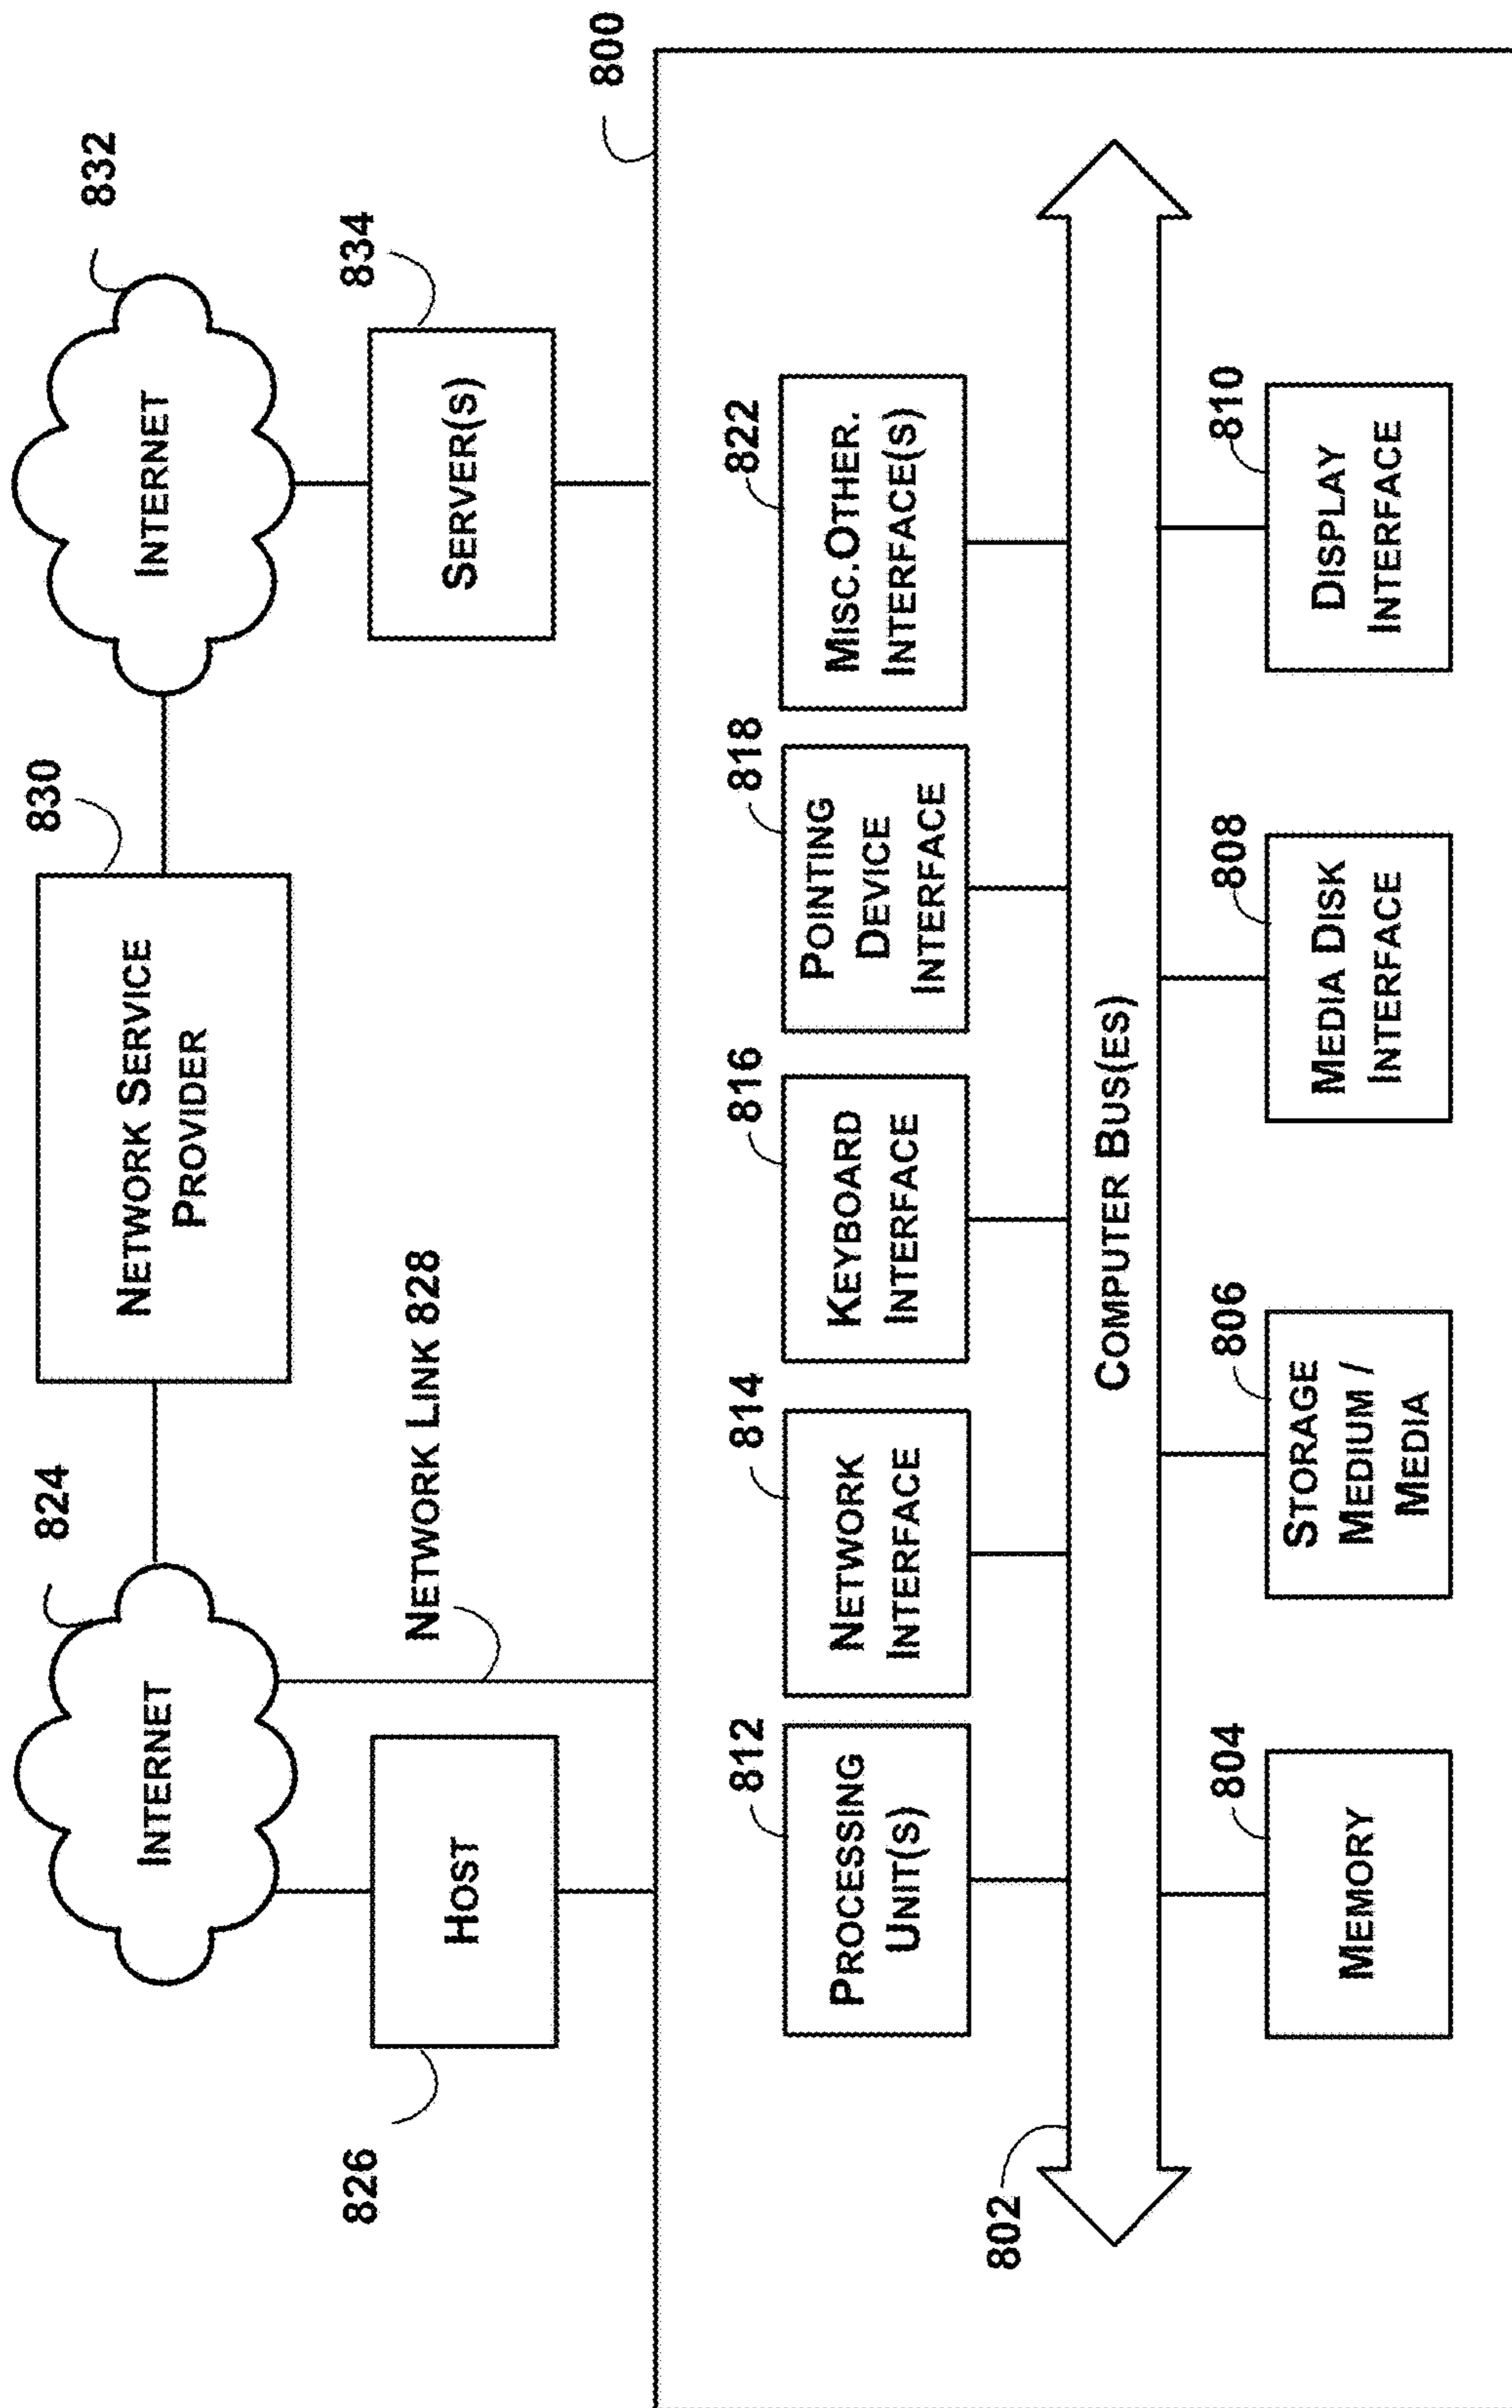 824
INTERNET
830
NETWORK SERVICE
PROVIDER
832
INTERNET
826
HOST
NETWORK LINK 828
834
SERVER(S)
800
812
PROCESSING
UNIT(S)
814
NETWORK
INTERFACE
816
KEYBOARD
INTERFACE
818
POINTING
DEVICE
INTERFACE
822
MISC.OTHER.
INTERFACE(S)
802
COMPUTER BUS(ES)
804
MEMORY
806
STORAGE
MEDIUM /
MEDIA
808
MEDIA DISK
INTERFACE
810
DISPLAY
INTERFACE